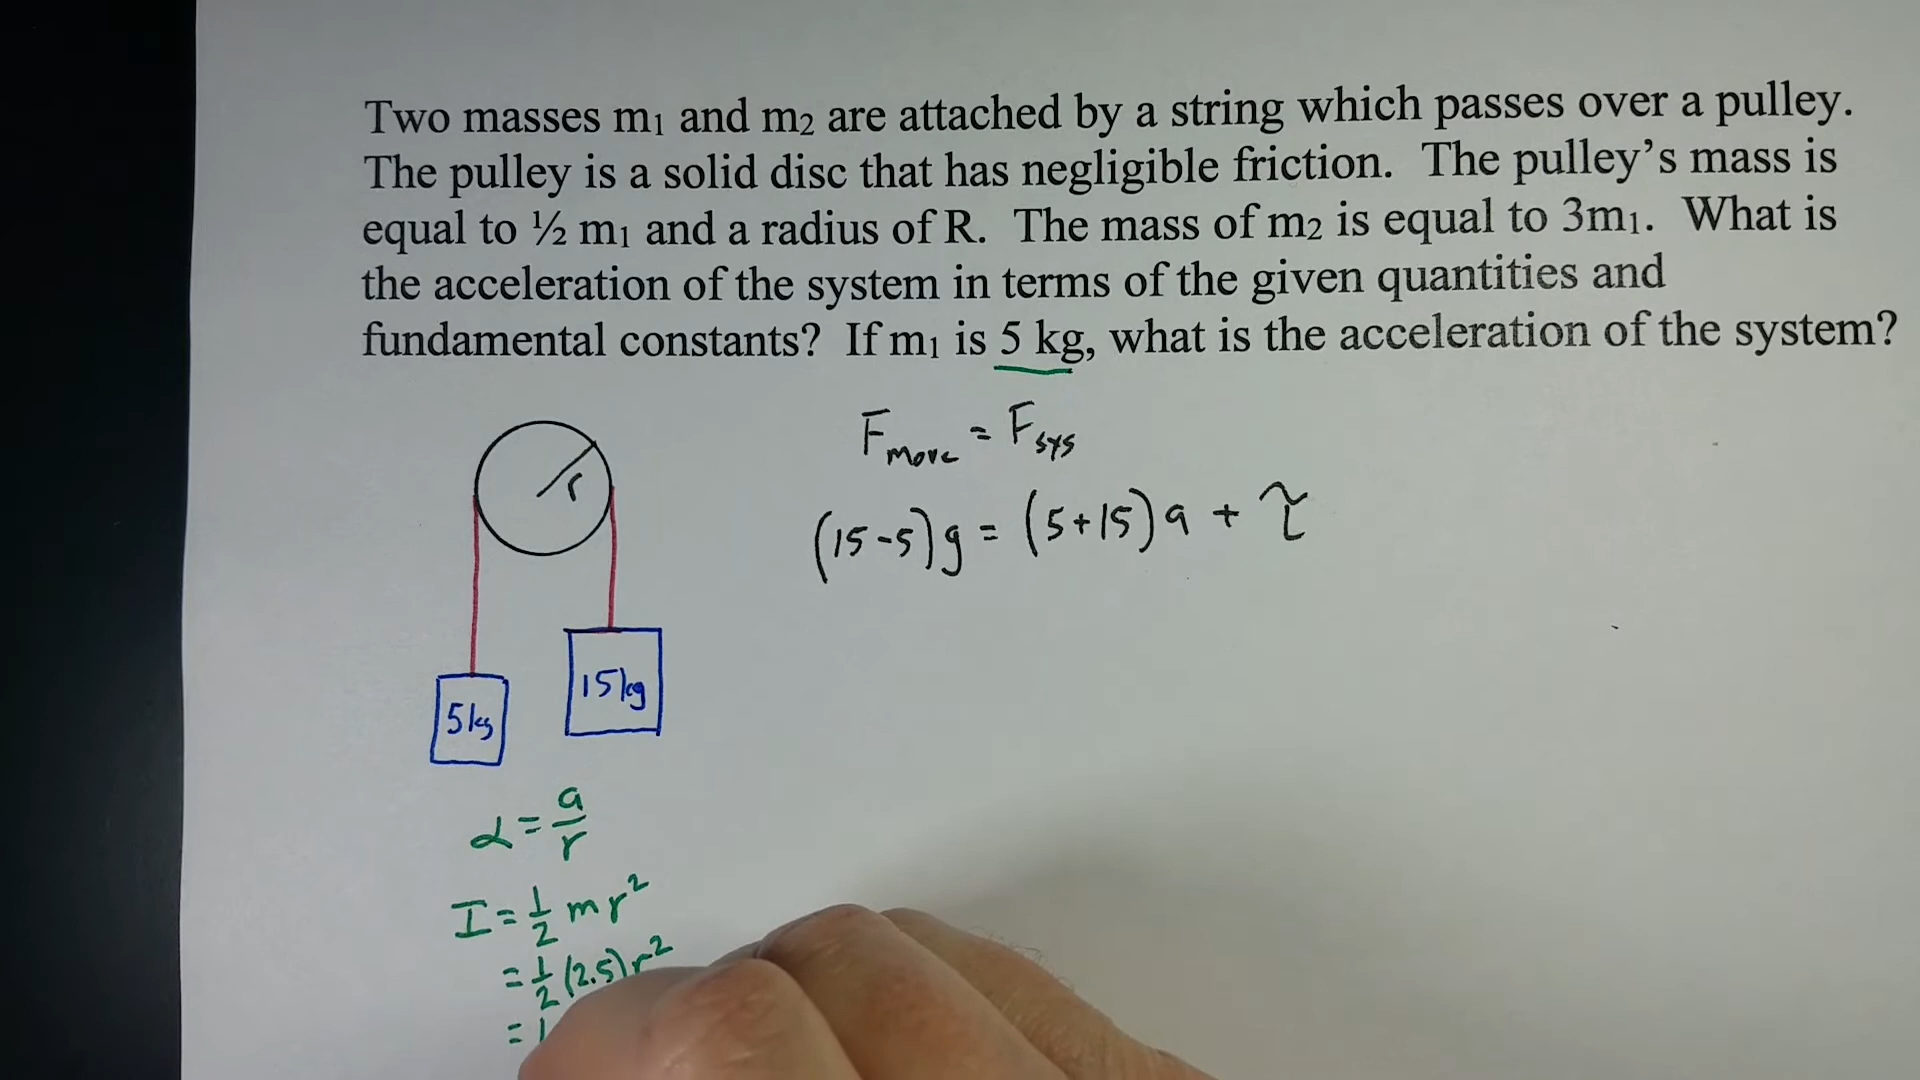 Two masses m₁ and m₂ are attached by a string which passes over a pulley.
The pulley is a solid disc that has negligible friction. The pulley’s mass is
equal to ½ m₁ and a radius of R. The mass of m₂ is equal to 3m₁. What is
the acceleration of the system in terms of the given quantities and
fundamental constants? If m₁ is 5 kg, what is the acceleration of the system?
F_move = F_sys
r
(15-5)g = (5+15)a + τ
15kg
5kg
α = a/r
I = ½ mr²
= ½ (2.5)r²
= 1